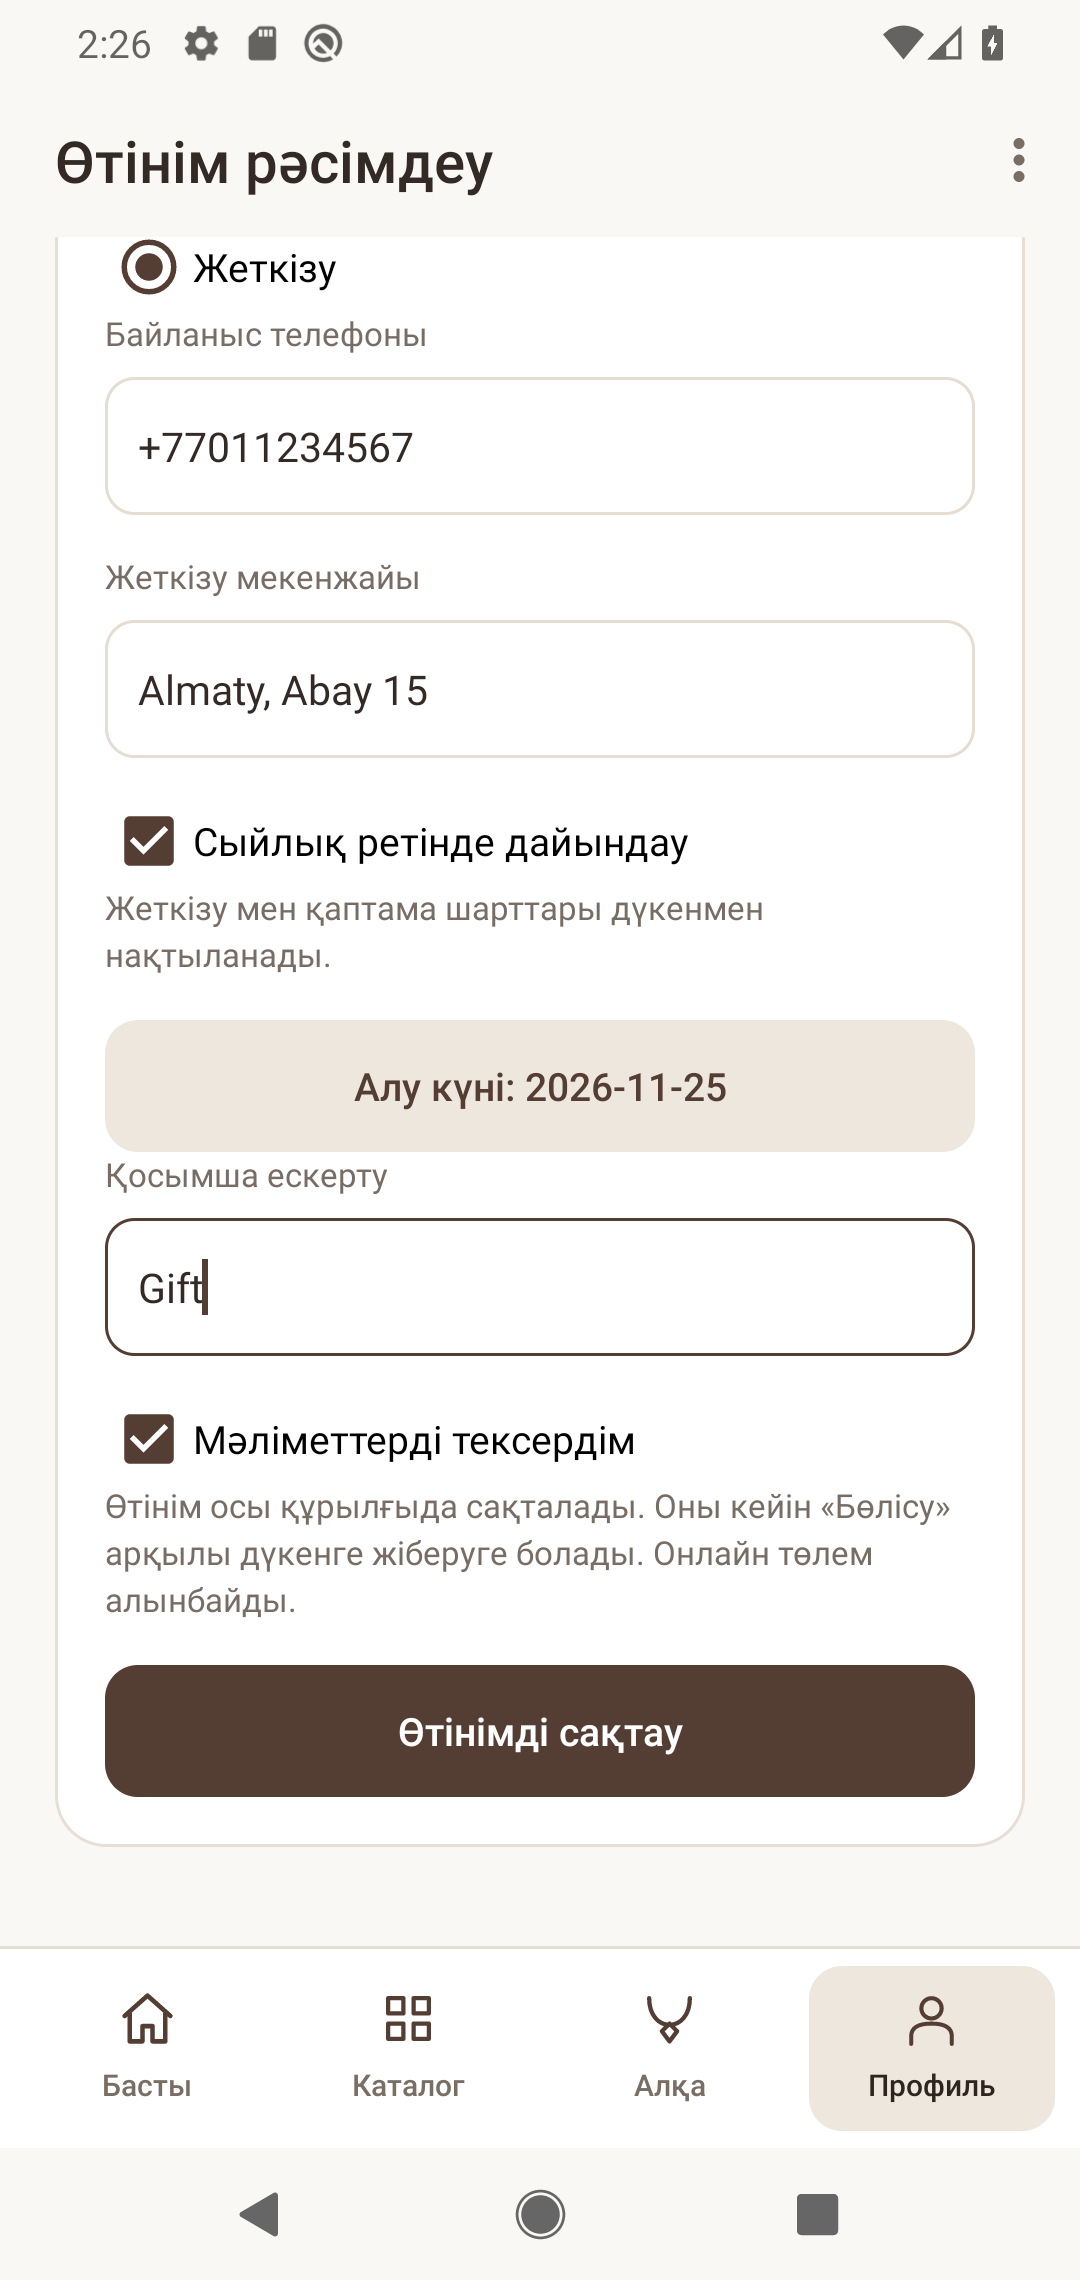 2:26
Өтінім рәсімдеу
Жеткізу
Байланыс телефоны
+77011234567
Жеткізу мекенжайы
Almaty, Abay 15
Сыйлық ретінде дайындау
Жеткізу мен қаптама шарттары дүкенмен
нақтыланады.
Алу күні: 2026-11-25
Қосымша ескерту
Gift
Мәліметтерді тексердім
Өтінім осы құрылғыда сақталады. Оны кейін «Бөлісу»
арқылы дүкенге жіберуге болады. Онлайн төлем
алынбайды.
Өтінімді сақтау
Басты
Каталог
Алқа
Профиль